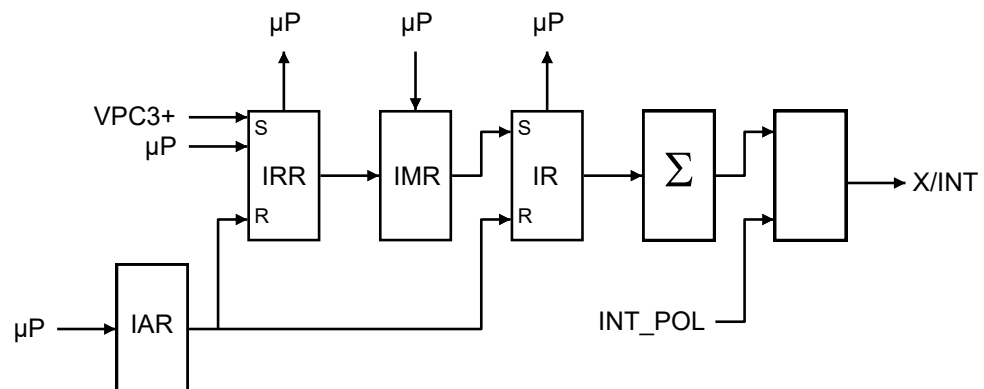 µP µP µP
VPC3+
µP
S
IRR
R
IMR
S
IR
R
Σ
X/INT
µP
IAR
INT_POL